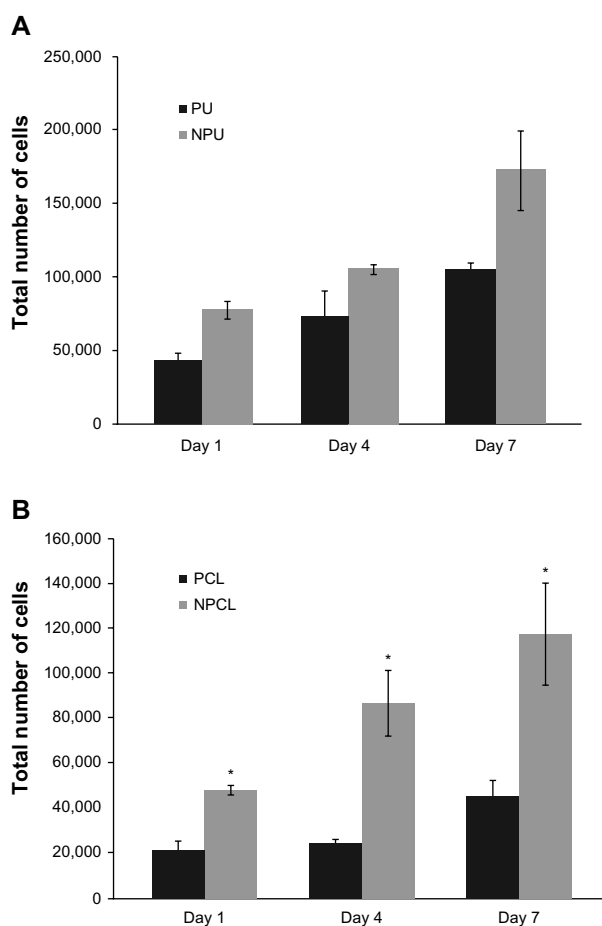 A
Total number of cells
250,000
200,000
150,000
100,000
50,000
0
PU
NPU
Day 1 Day 4 Day 7
B
Total number of cells
160,000
140,000
120,000
100,000
80,000
60,000
40,000
20,000
0
PCL
NPCL
*
*
*
Day 1 Day 4 Day 7